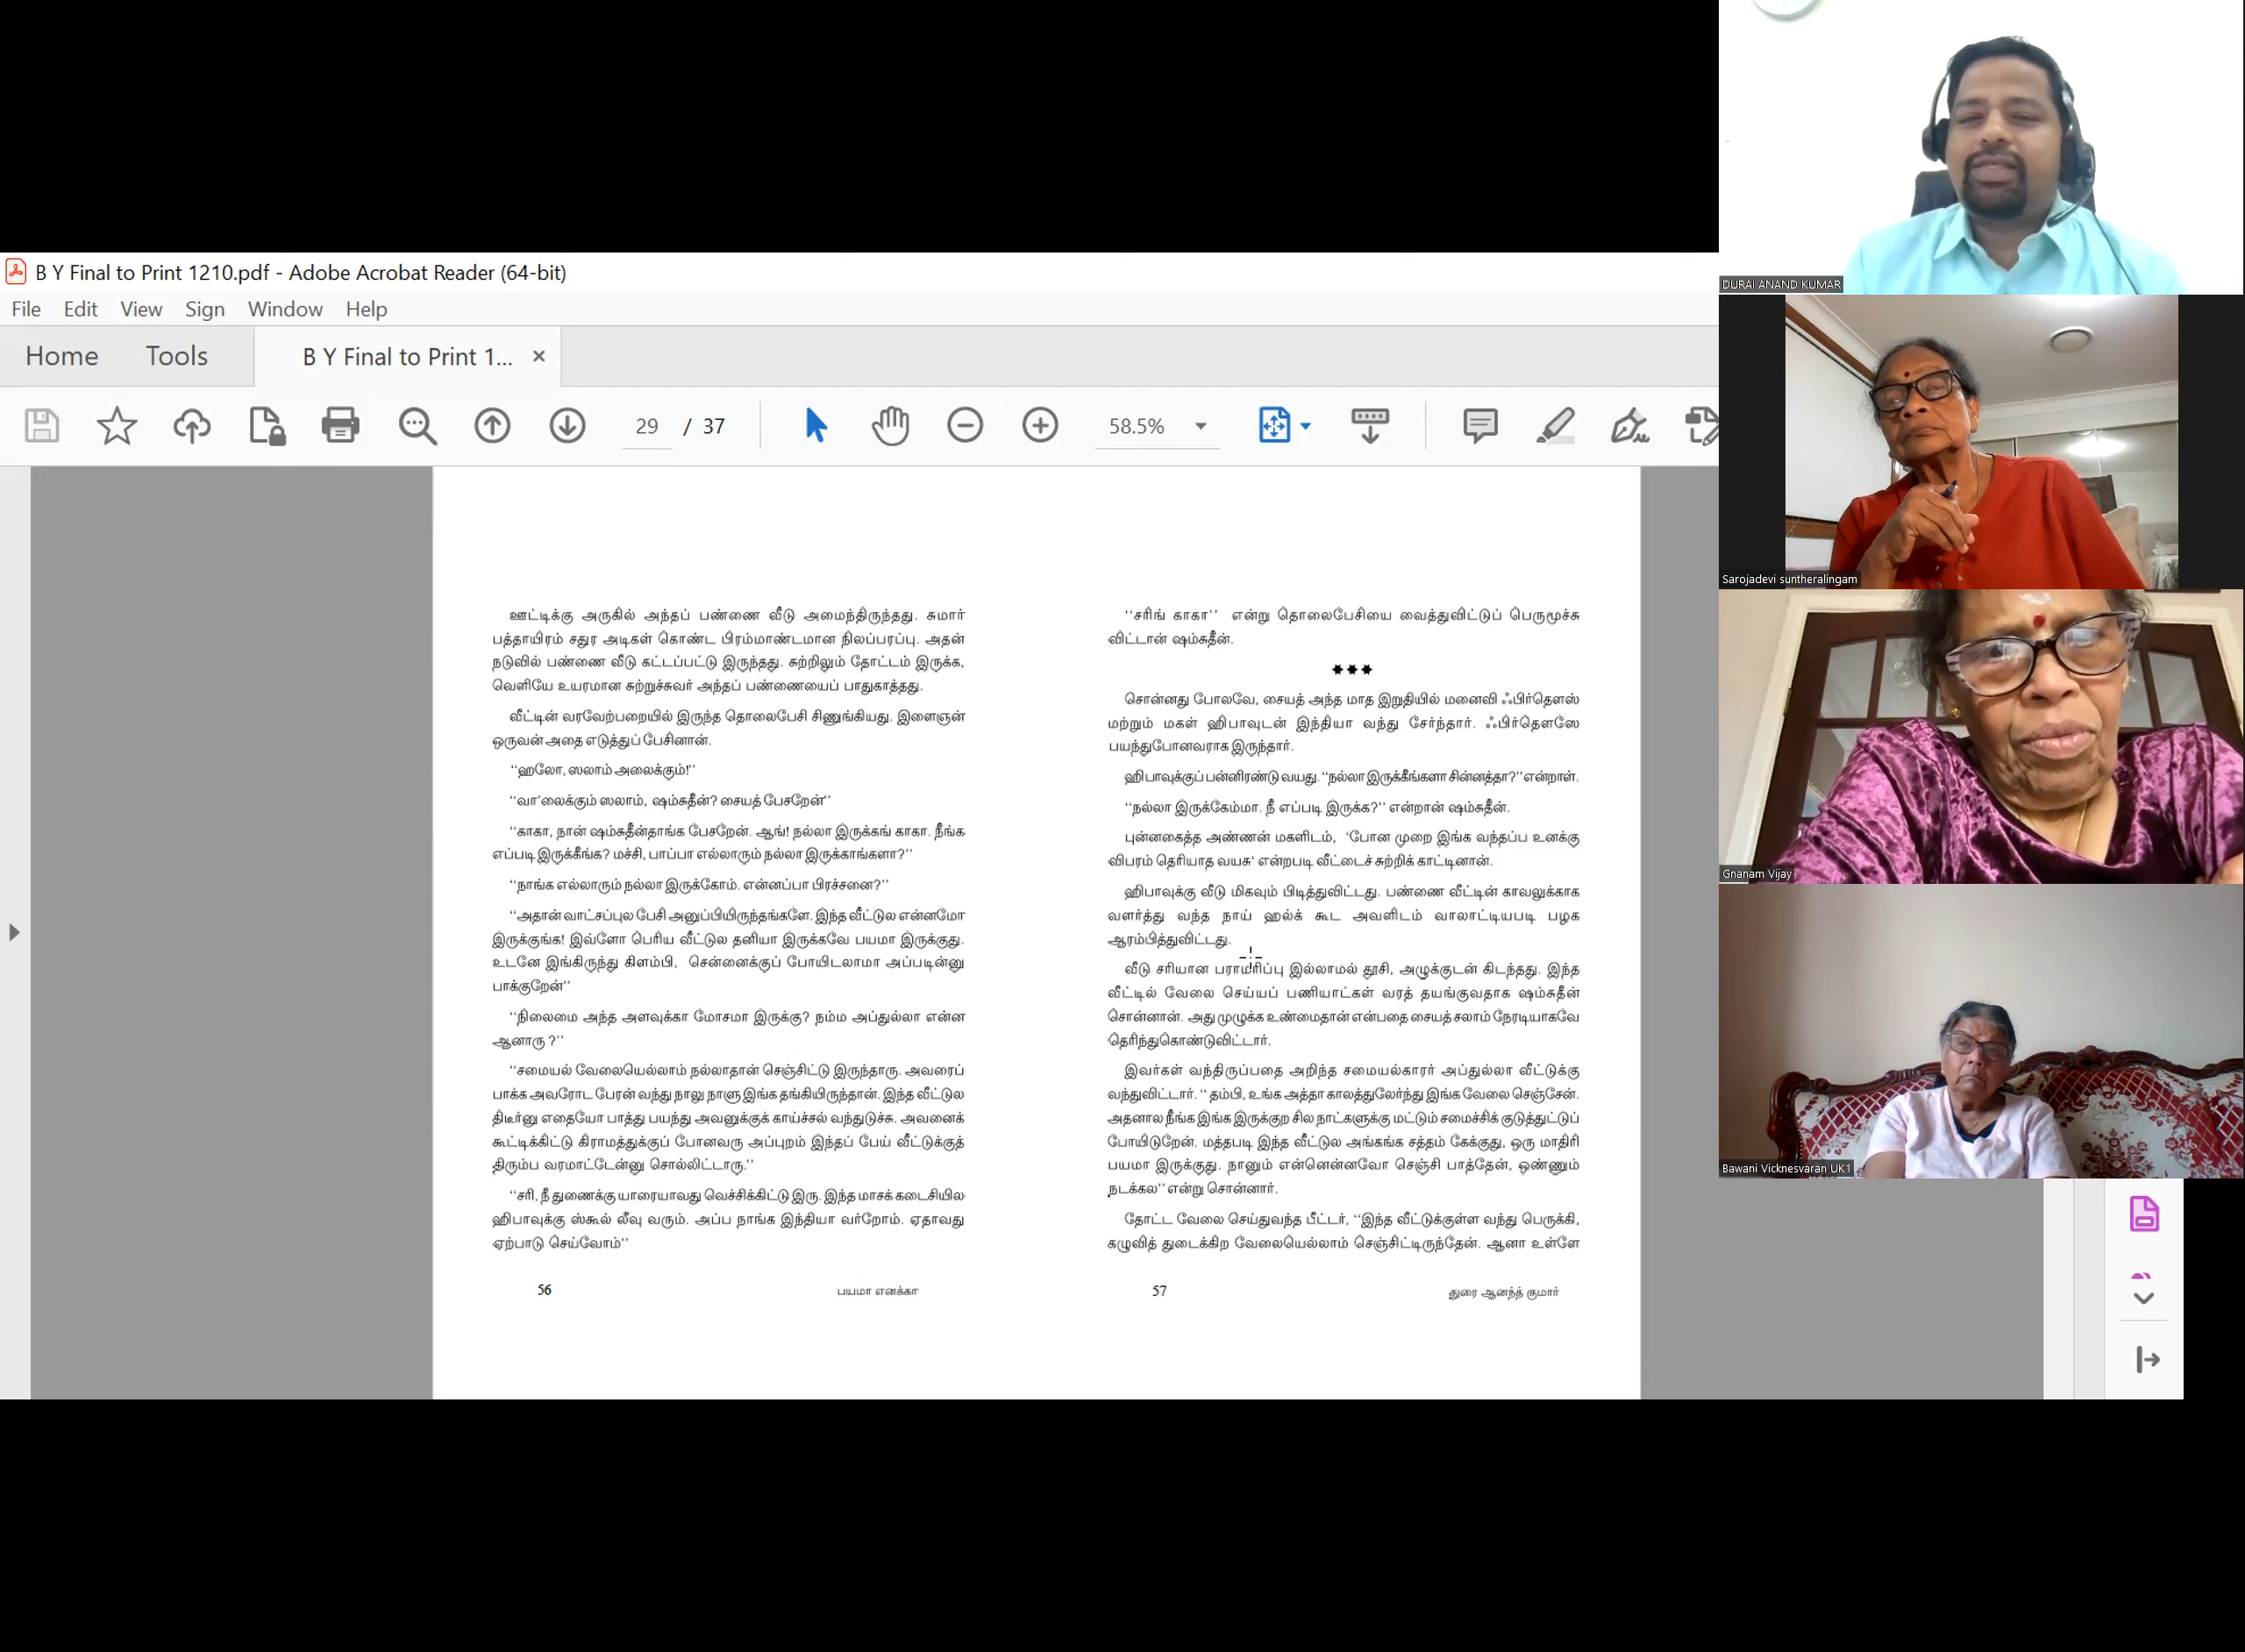 B Y Final to Print 1210.pdf - Adobe Acrobat Reader (64-bit)
File Edit View Sign Window Help
Home Tools B Y Final to Print 1... ×
29 / 37 58.5%
ஊட்டிக்கு அருகில் அந்தப் பண்ணை வீடு அமைந்திருந்தது. சுமார்
பத்தாயிரம் சதுர அடிகள் கொண்ட பிரம்மாண்டமான நிலப்பரப்பு. அதன்
நடுவில் பண்ணை வீடு கட்டப்பட்டு இருந்தது. சுற்றிலும் தோட்டம் இருக்க,
வெளியே உயரமான சுற்றுச்சுவர் அந்தப் பண்ணையைப் பாதுகாத்தது.
வீட்டின் வரவேற்பறையில் இருந்த தொலைபேசி சிணுங்கியது. இளைஞன்
ஒருவன் அதை எடுத்துப் பேசினான்.
‘‘ஹலோ, ஸலாம் அலைக்கும்!’’
‘‘வா’லைக்கும் ஸலாம், ஷம்சுதீன்? சையத் பேசறேன்’’
‘‘காகா, நான் ஷம்சுதீன்தாங்க பேசறேன். ஆங்! நல்லா இருக்கங் காகா. நீங்க
எப்படி இருக்கீங்க? மச்சி, பாப்பா எல்லாரும் நல்லா இருக்காங்களா?’’
‘‘நாங்க எல்லாரும் நல்லா இருக்கோம். என்னப்பா பிரச்சனை?’’
‘‘அதான் வாட்சப்புல பேசி அனுப்பியிருந்தங்களே. இந்த வீட்டுல என்னமோ
இருக்குங்க! இவ்ளோ பெரிய வீட்டுல தனியா இருக்கவே பயமா இருக்குது.
உடனே இங்கிருந்து கிளம்பி, சென்னைக்குப் போயிடலாமா அப்படின்னு
பாக்குறேன்’’
‘‘நிலைமை அந்த அளவுக்கா மோசமா இருக்கு? நம்ம அப்துல்லா என்ன
ஆனாரு ?’’
‘‘சமையல் வேலையெல்லாம் நல்லாதான் செஞ்சிட்டு இருந்தாரு. அவரைப்
பாக்க அவரோட பேரன் வந்து நாலு நாளு இங்க தங்கியிருந்தான். இந்த வீட்டுல
திடீர்னு எதையோ பாத்து பயந்து அவனுக்குக் காய்ச்சல் வந்துடுச்சு. அவனைக்
கூட்டிக்கிட்டு கிராமத்துக்குப் போனவரு அப்புறம் இந்தப் பேய் வீட்டுக்குத்
திரும்ப வரமாட்டேன்னு சொல்லிட்டாரு.’’
‘‘சரி, நீ துணைக்கு யாரையாவது வெச்சிக்கிட்டு இரு. இந்த மாசக் கடைசியில
ஹிபாவுக்கு ஸ்கூல் லீவு வரும். அப்ப நாங்க இந்தியா வர்றோம். ஏதாவது
ஏற்பாடு செய்வோம்’’
56 பயமா எனக்கா
‘‘சரிங் காகா’’ என்று தொலைபேசியை வைத்துவிட்டுப் பெருமூச்சு
விட்டான் ஷம்சுதீன்.
***
சொன்னது போலவே, சையத் அந்த மாத இறுதியில் மனைவி ஃபிர்தௌஸ்
மற்றும் மகள் ஹிபாவுடன் இந்தியா வந்து சேர்ந்தார். ஃபிர்தௌஸே
பயந்துபோனவராக இருந்தார்.
ஹிபாவுக்குப் பன்னிரண்டு வயது. ‘‘நல்லா இருக்கீங்களா சின்னத்தா?’’ என்றாள்.
‘‘நல்லா இருக்கேம்மா. நீ எப்படி இருக்க?’’ என்றான் ஷம்சுதீன்.
புன்னகைத்த அண்ணன் மகளிடம், ‘போன முறை இங்க வந்தப்ப உனக்கு
விபரம் தெரியாத வயசு‘ என்றபடி வீட்டைச் சுற்றிக் காட்டினான்.
ஹிபாவுக்கு வீடு மிகவும் பிடித்துவிட்டது. பண்ணை வீட்டின் காவலுக்காக
வளர்த்து வந்த நாய் ஹல்க் கூட அவளிடம் வாலாட்டியபடி பழக
ஆரம்பித்துவிட்டது.
வீடு சரியான பராமரிப்பு இல்லாமல் தூசி, அழுக்குடன் கிடந்தது. இந்த
வீட்டில் வேலை செய்யப் பணியாட்கள் வரத் தயங்குவதாக ஷம்சுதீன்
சொன்னான். அது முழுக்க உண்மைதான் என்பதை சையத் சலாம் நேரடியாகவே
தெரிந்துகொண்டுவிட்டார்.
இவர்கள் வந்திருப்பதை அறிந்த சமையல்காரர் அப்துல்லா வீட்டுக்கு
வந்துவிட்டார். ‘‘ தம்பி, உங்க அத்தா காலத்துலேர்ந்து இங்க வேலை செஞ்சேன்.
அதனால நீங்க இங்க இருக்குற சில நாட்களுக்கு மட்டும் சமைச்சிக் குடுத்துட்டுப்
போயிடுறேன். மத்தபடி இந்த வீட்டுல அங்கங்க சத்தம் கேக்குது, ஒரு மாதிரி
பயமா இருக்குது. நானும் என்னென்னவோ செஞ்சி பாத்தேன், ஒண்ணும்
நடக்கல’’ என்று சொன்னார்.
தோட்ட வேலை செய்துவந்த பீட்டர், ‘‘இந்த வீட்டுக்குள்ள வந்து பெருக்கி,
கழுவித் துடைக்கிற வேலையெல்லாம் செஞ்சிட்டிருந்தேன். ஆனா உள்ளே
57 துரை ஆனந்த் குமார்
DURAI ANAND KUMAR
Sarojadevi suntheralingam
Gnanam Vijay
Bawani Vicknesvaran UK1